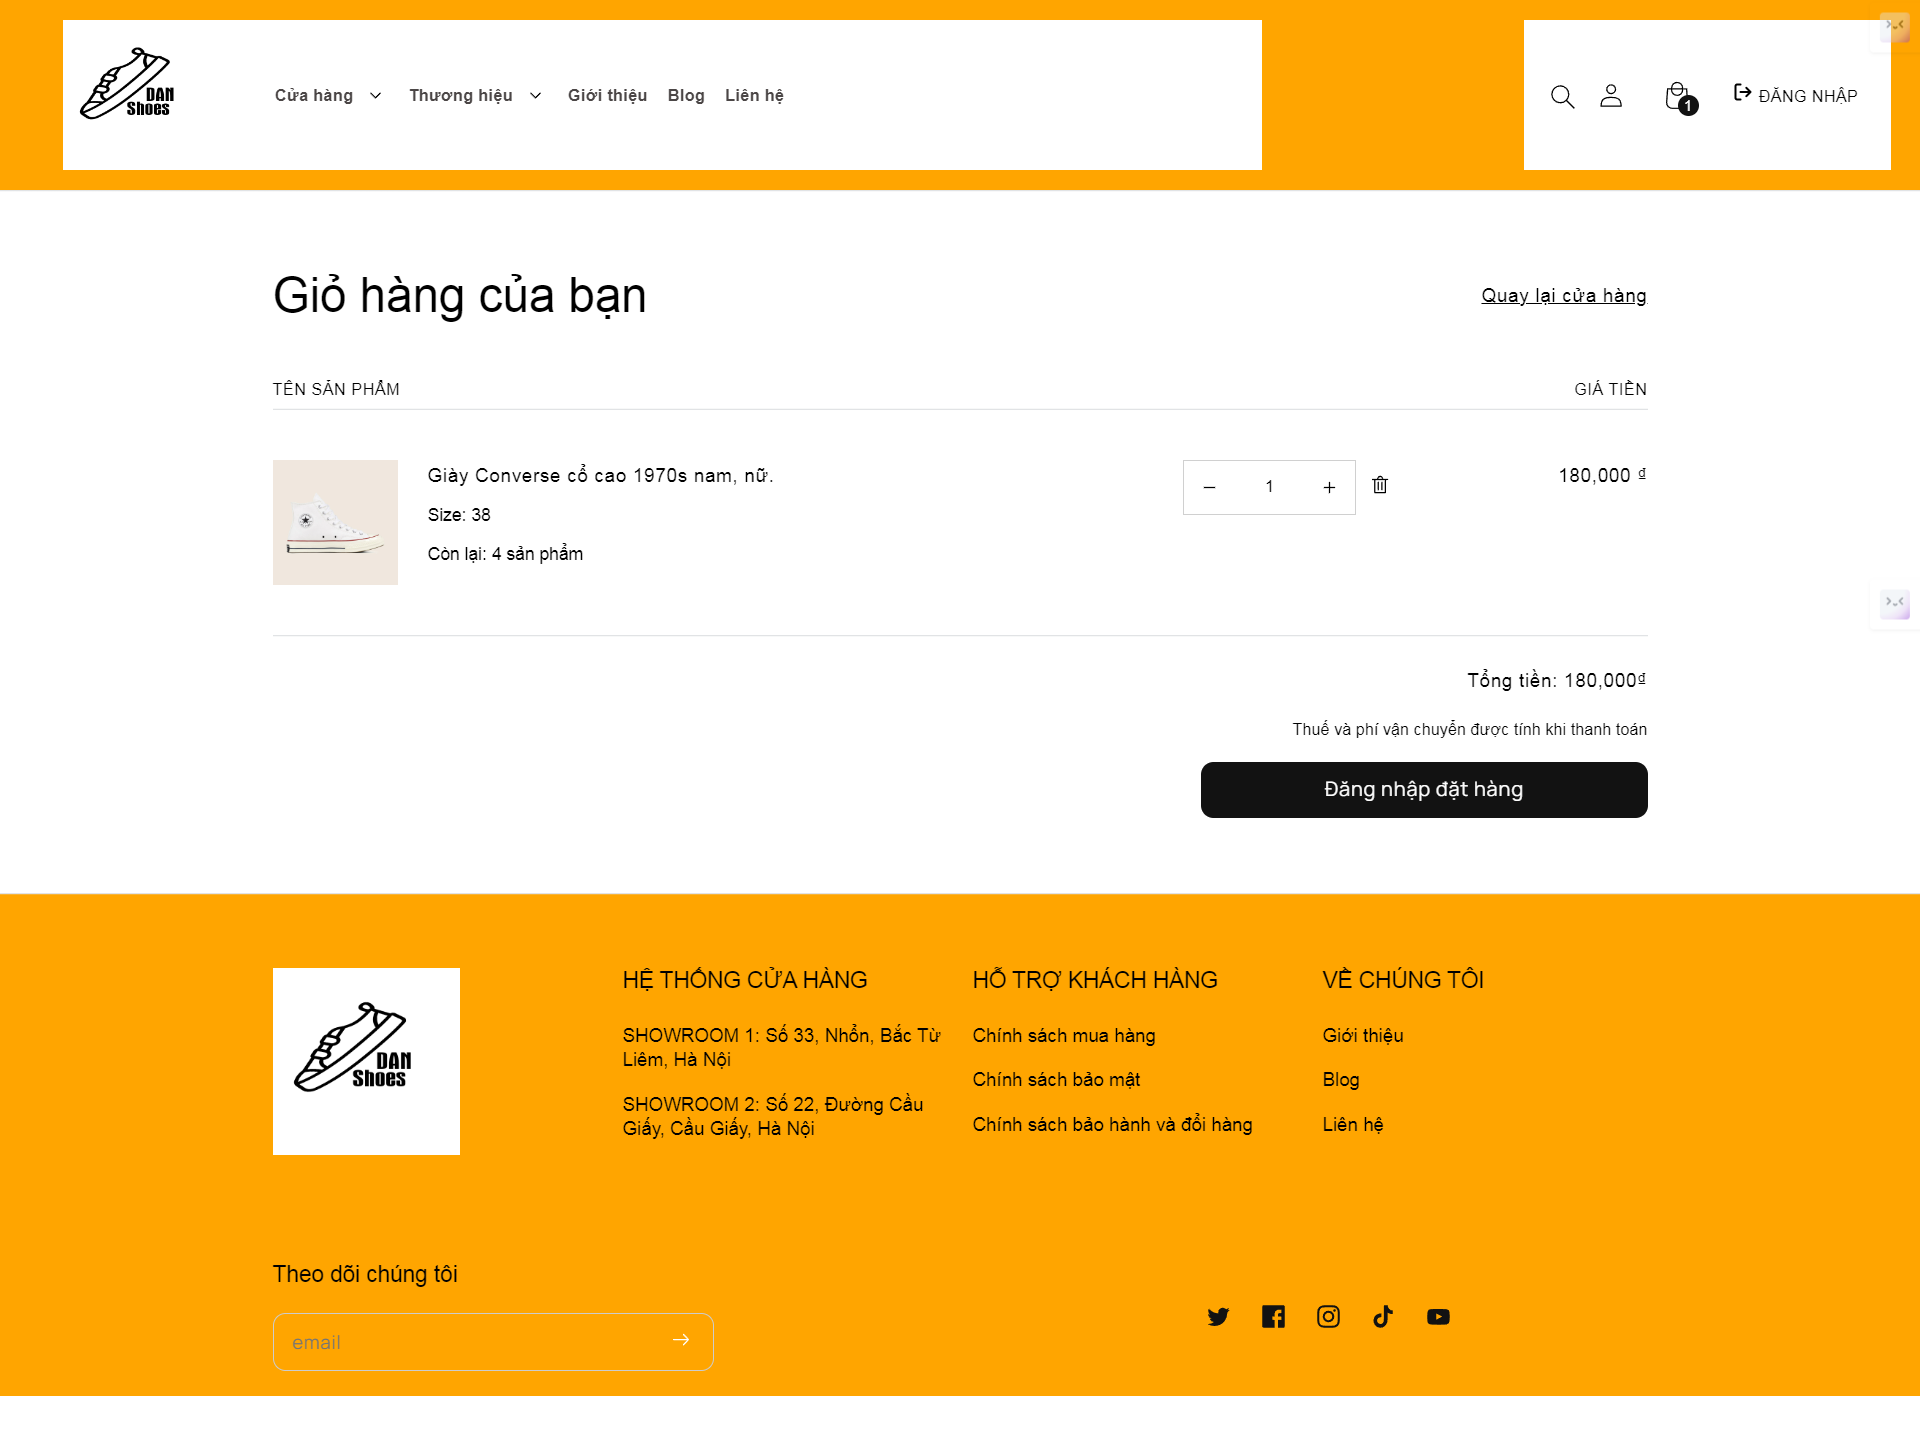 DAN
Shoes
Cửa hàng
Thương hiệu
Giới thiệu
Blog
Liên hệ
1
ĐĂNG NHẬP
Giỏ hàng của bạn
Quay lại cửa hàng
TÊN SẢN PHẨM
GIÁ TIỀN
Giày Converse cổ cao 1970s nam, nữ.
Size: 38
Còn lại: 4 sản phẩm
− 1 +
180,000 ₫
Tổng tiền: 180,000₫
Thuế và phí vận chuyển được tính khi thanh toán
Đăng nhập đặt hàng
DAN
Shoes
HỆ THỐNG CỬA HÀNG
SHOWROOM 1: Số 33, Nhổn, Bắc Từ
Liêm, Hà Nội
SHOWROOM 2: Số 22, Đường Cầu
Giấy, Cầu Giấy, Hà Nội
HỖ TRỢ KHÁCH HÀNG
Chính sách mua hàng
Chính sách bảo mật
Chính sách bảo hành và đổi hàng
VỀ CHÚNG TÔI
Giới thiệu
Blog
Liên hệ
Theo dõi chúng tôi
email